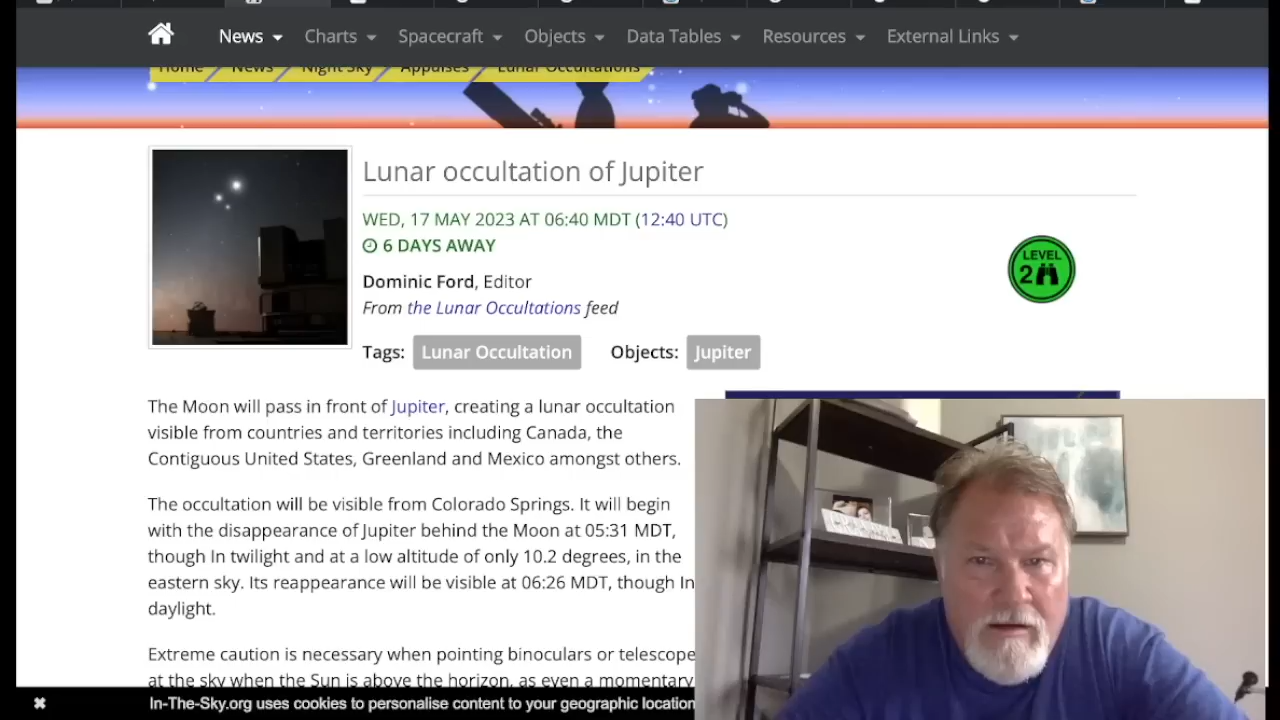 News Charts Spacecraft Objects Data Tables Resources External Links
Home News Night Sky Appulses Lunar Occultations
Lunar occultation of Jupiter
WED, 17 MAY 2023 AT 06:40 MDT (12:40 UTC)
6 DAYS AWAY
LEVEL
2
Dominic Ford, Editor
From the Lunar Occultations feed
Tags: Lunar Occultation Objects: Jupiter
The Moon will pass in front of Jupiter, creating a lunar occultation
visible from countries and territories including Canada, the
Contiguous United States, Greenland and Mexico amongst others.
The occultation will be visible from Colorado Springs. It will begin
with the disappearance of Jupiter behind the Moon at 05:31 MDT,
though In twilight and at a low altitude of only 10.2 degrees, in the
eastern sky. Its reappearance will be visible at 06:26 MDT, though In
daylight.
Extreme caution is necessary when pointing binoculars or telescope
at the sky when the Sun is above the horizon, as even a momentary
In-The-Sky.org uses cookies to personalise content to your geographic location